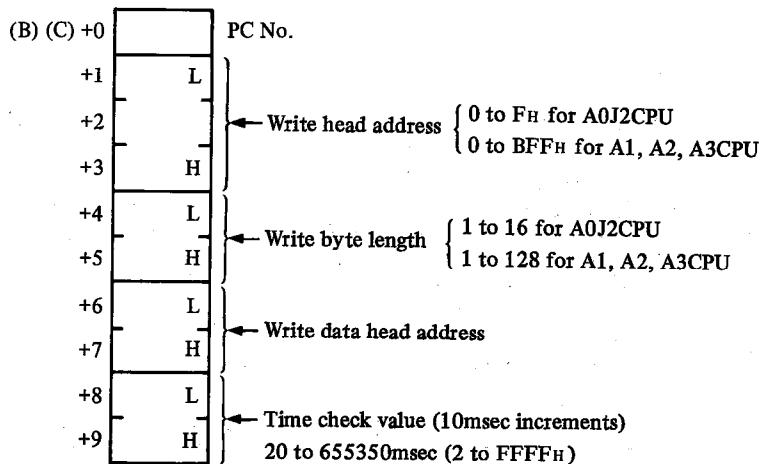 (B) (C) +0 PC No.
+1 L
+2 Write head address { 0 to FH for A0J2CPU
0 to BFFH for A1, A2, A3CPU
+3 H
+4 L
Write byte length { 1 to 16 for A0J2CPU
+5 H 1 to 128 for A1, A2, A3CPU
+6 L
Write data head address
+7 H
+8 L
Time check value (10msec increments)
+9 H 20 to 655350msec (2 to FFFFH)